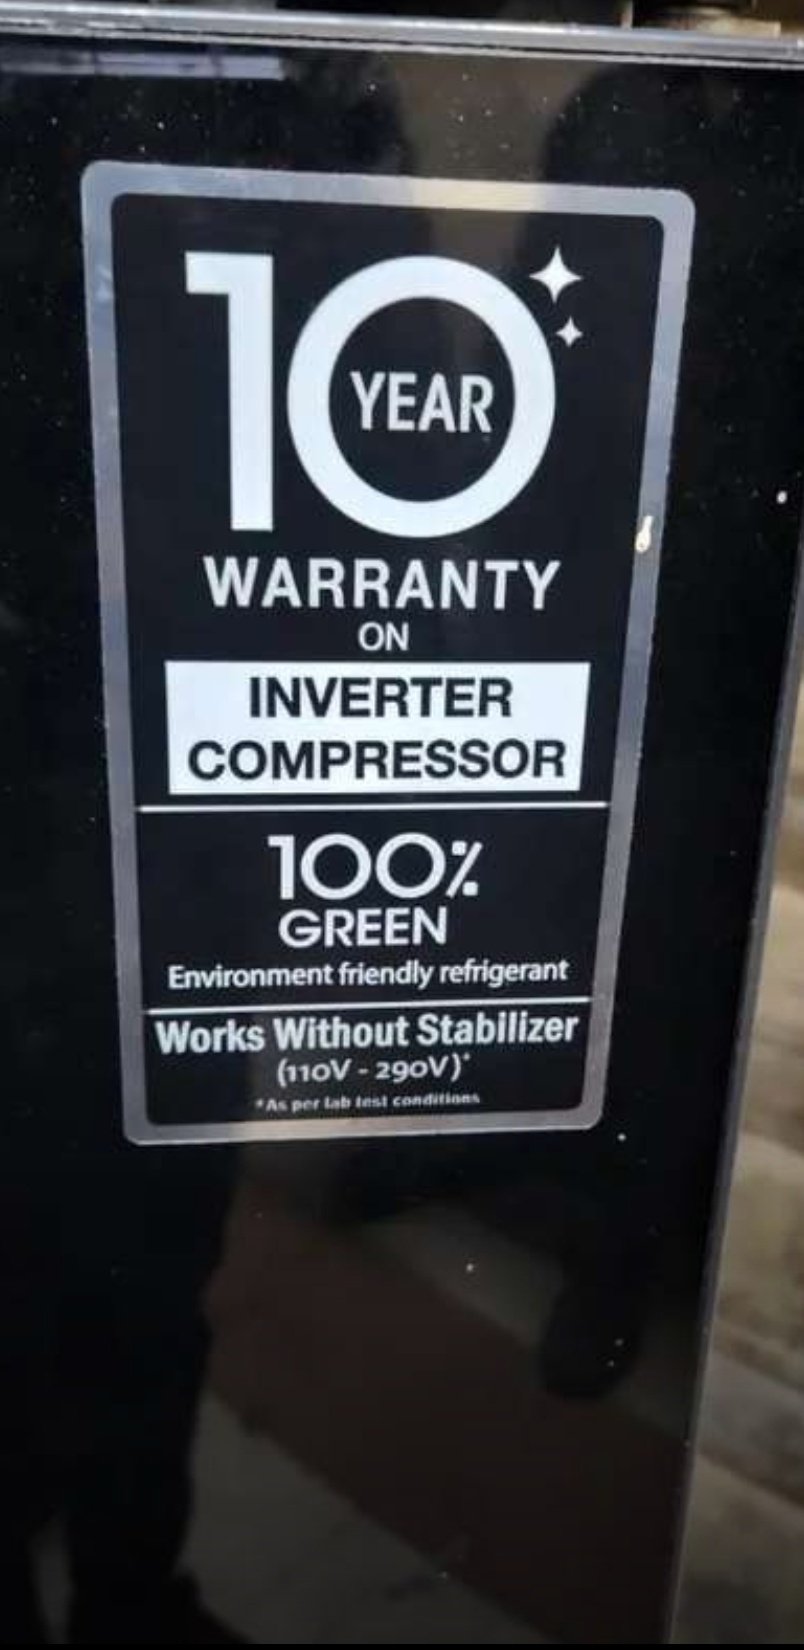 10
YEAR
WARRANTY
ON
INVERTER
COMPRESSOR
100%
GREEN
Environment friendly refrigerant
Works Without Stabilizer
(110V - 290V)*
*As per lab test conditions